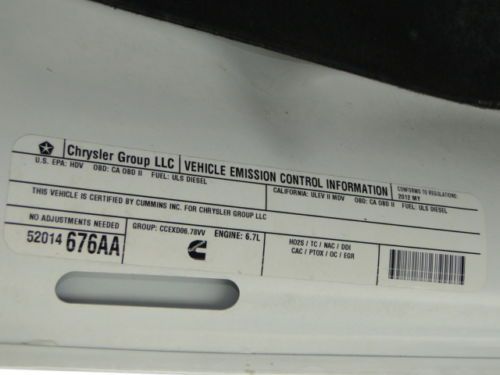 Chrysler Group LLC VEHICLE EMISSION CONTROL INFORMATION CONFORMS TO REGULATIONS:
2012 MY
U.S. EPA: HDV OBD: CA OBD II FUEL: ULS DIESEL
CALIFORNIA: ULEV II MDV OBD: CA OBD II FUEL: ULS DIESEL
THIS VEHICLE IS CERTIFIED BY CUMMINS INC. FOR CHRYSLER GROUP LLC
NO ADJUSTMENTS NEEDED
52014 676AA
GROUP: CCEXD06.78VV ENGINE: 6.7L
HO2S / TC / NAC / DDI
CAC / PTOX / OC / EGR